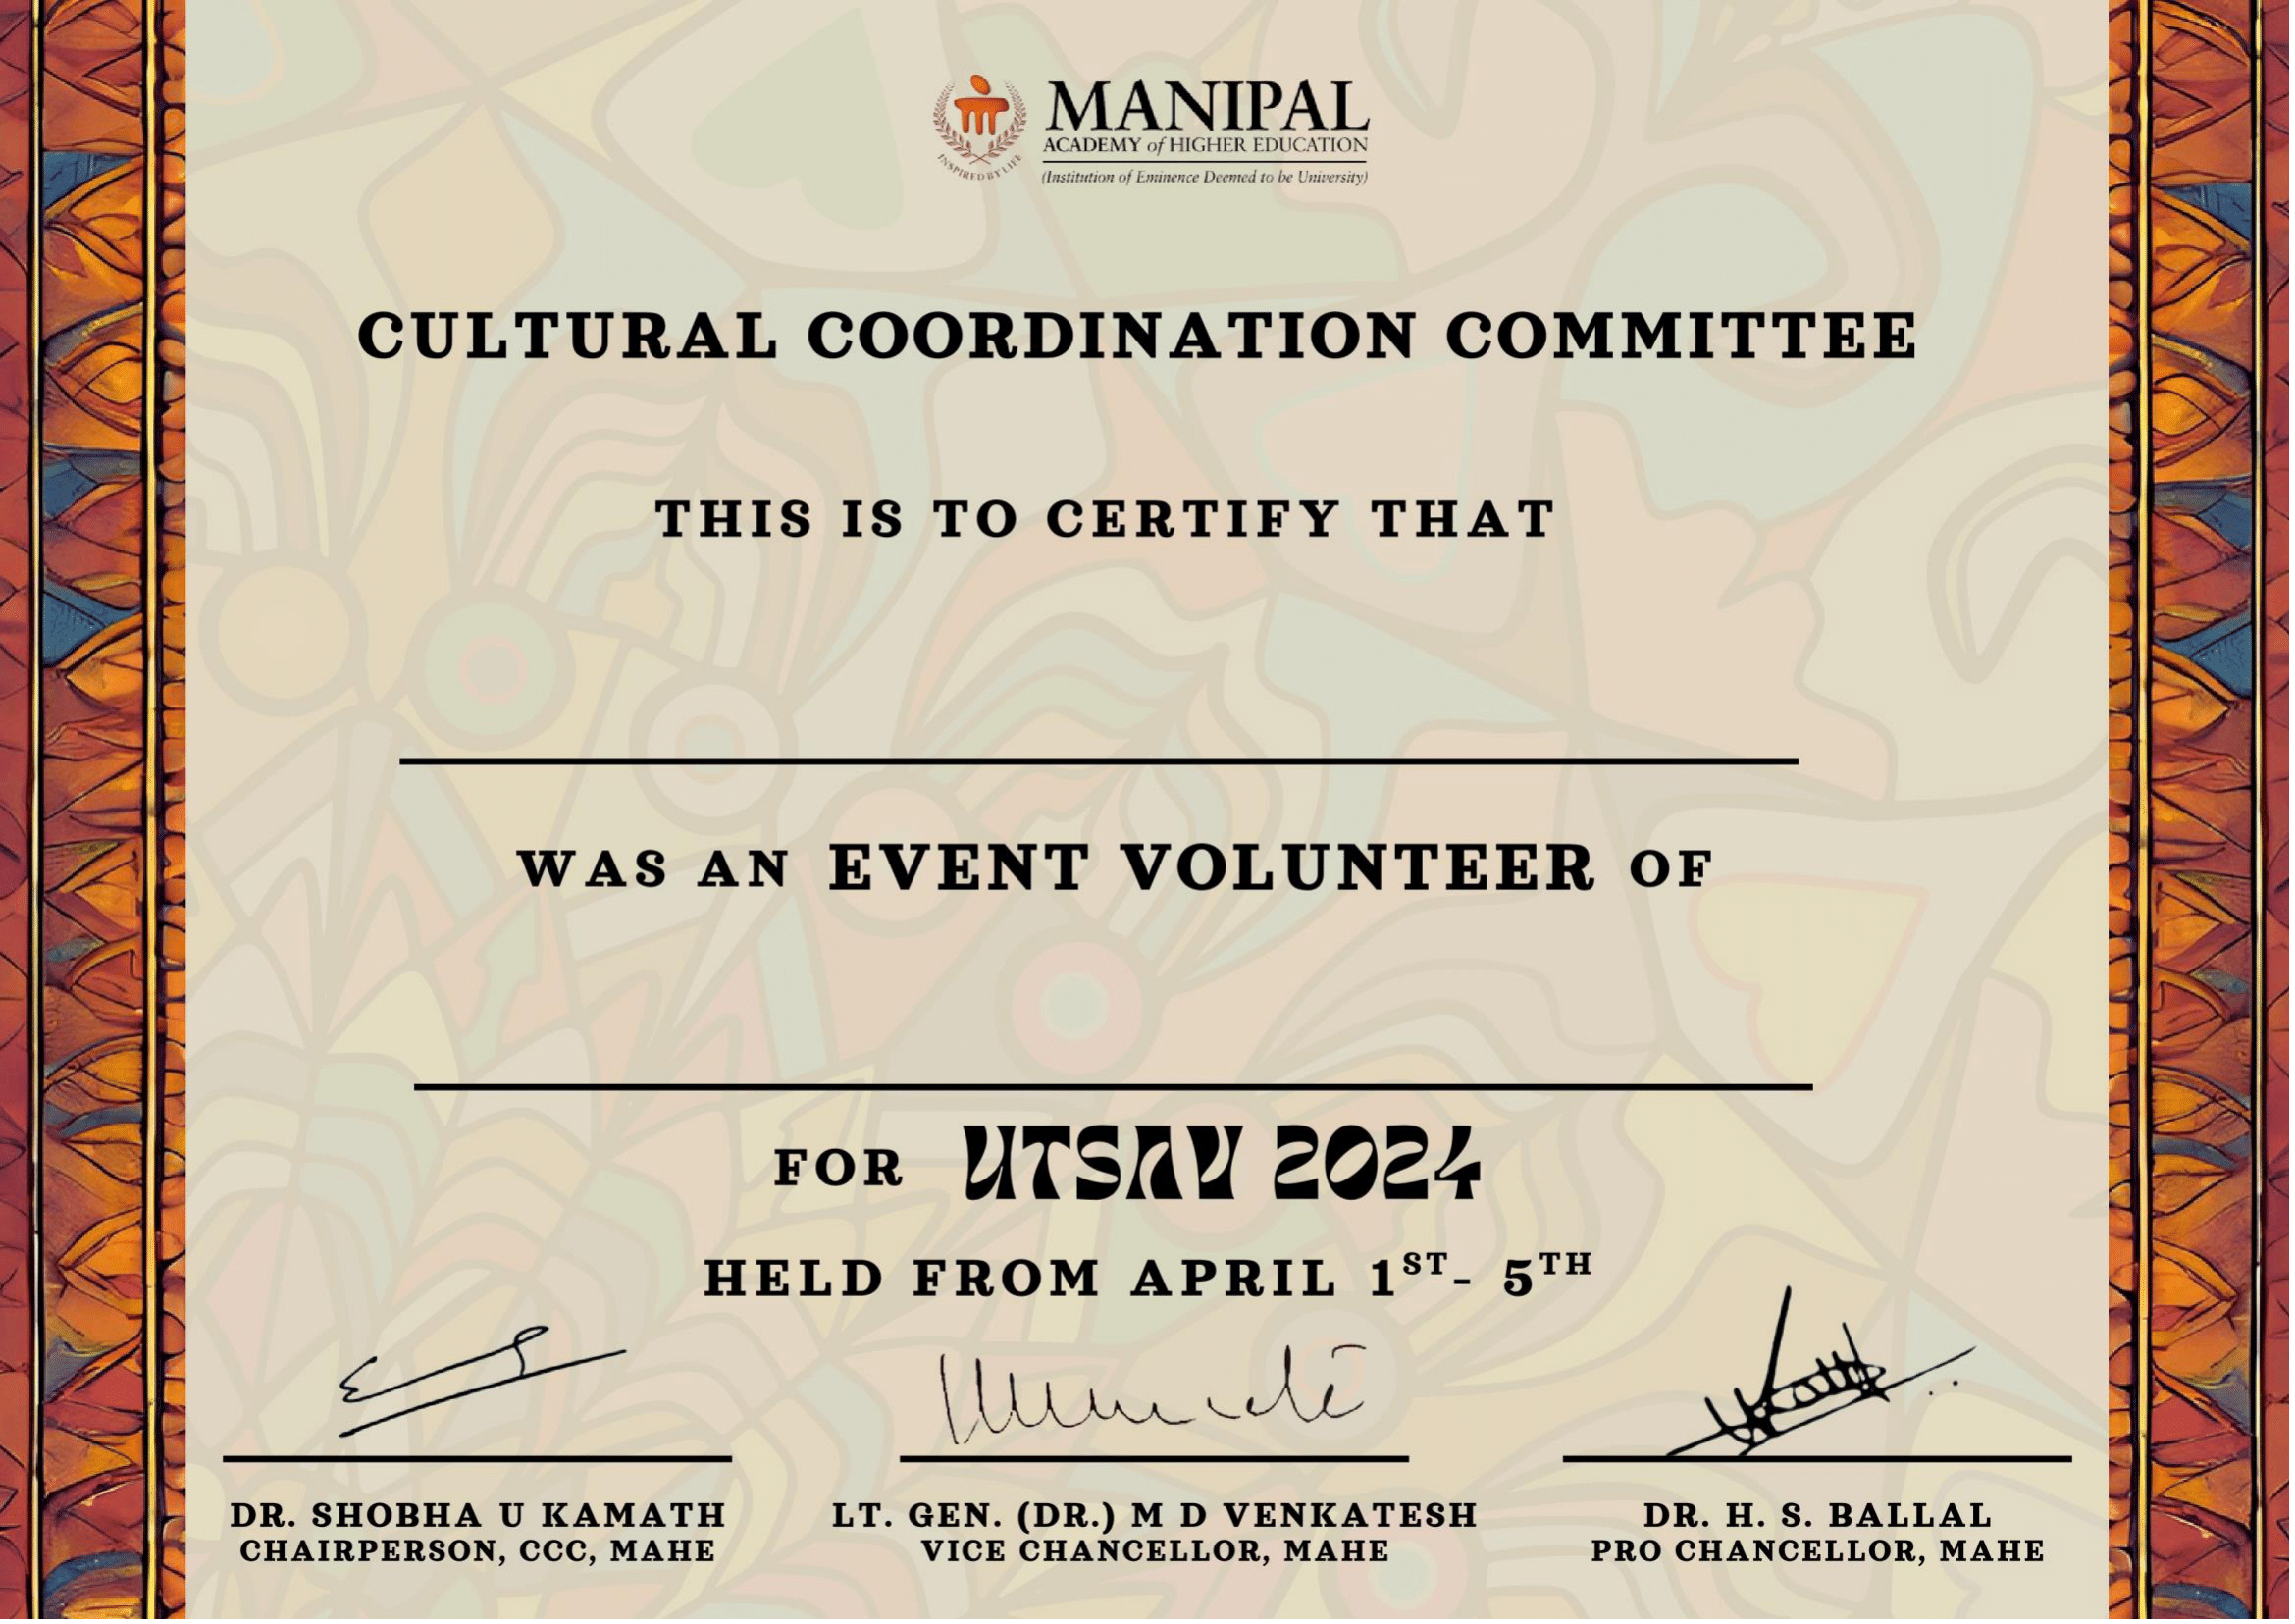 MANIPAL
ACADEMY of HIGHER EDUCATION
(Institution of Eminence Deemed to be University)
INSPIRED BY LIFE
CULTURAL COORDINATION COMMITTEE
THIS IS TO CERTIFY THAT
WAS AN EVENT VOLUNTEER OF
FOR UTSAV 2024
HELD FROM APRIL 1ST- 5TH
DR. SHOBHA U KAMATH
CHAIRPERSON, CCC, MAHE
LT. GEN. (DR.) M D VENKATESH
VICE CHANCELLOR, MAHE
DR. H. S. BALLAL
PRO CHANCELLOR, MAHE